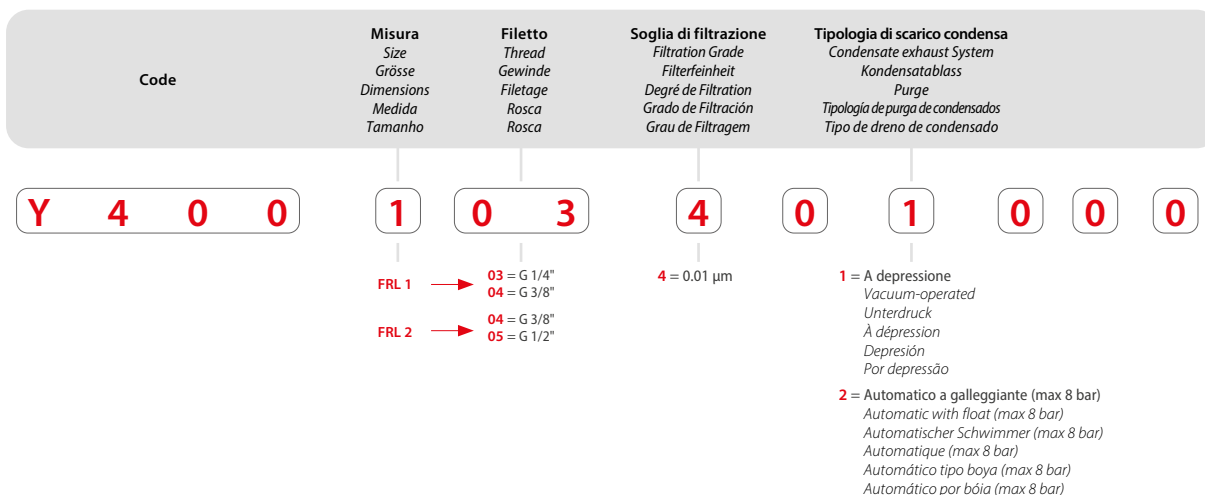 Code
Misura
Size
Grösse
Dimensions
Medida
Tamanho
Filetto
Thread
Gewinde
Filetage
Rosca
Rosca
Soglia di filtrazione
Filtration Grade
Filterfeinheit
Degré de Filtration
Grado de Filtración
Grau de Filtragem
Tipologia di scarico condensa
Condensate exhaust System
Kondensatablass
Purge
Tipología de purga de condensados
Tipo de dreno de condensado
Y 4 0 0 1 0 3 4 0 1 0 0 0
FRL 1
03 = G 1/4"
04 = G 3/8"
FRL 2
04 = G 3/8"
05 = G 1/2"
4 = 0.01 µm
1 = A depressione
Vacuum-operated
Unterdruck
À dépression
Depresión
Por depressão
2 = Automatico a galleggiante (max 8 bar)
Automatic with float (max 8 bar)
Automatischer Schwimmer (max 8 bar)
Automatique (max 8 bar)
Automático tipo boya (max 8 bar)
Automático por bóia (max 8 bar)